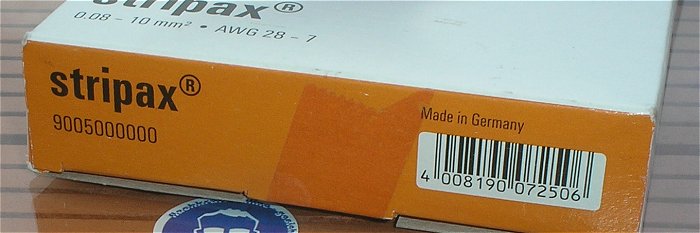 stripax®
0.08 - 10 mm² • AWG 28 - 7
stripax®
9005000000
Made in Germany
4 008190 072506